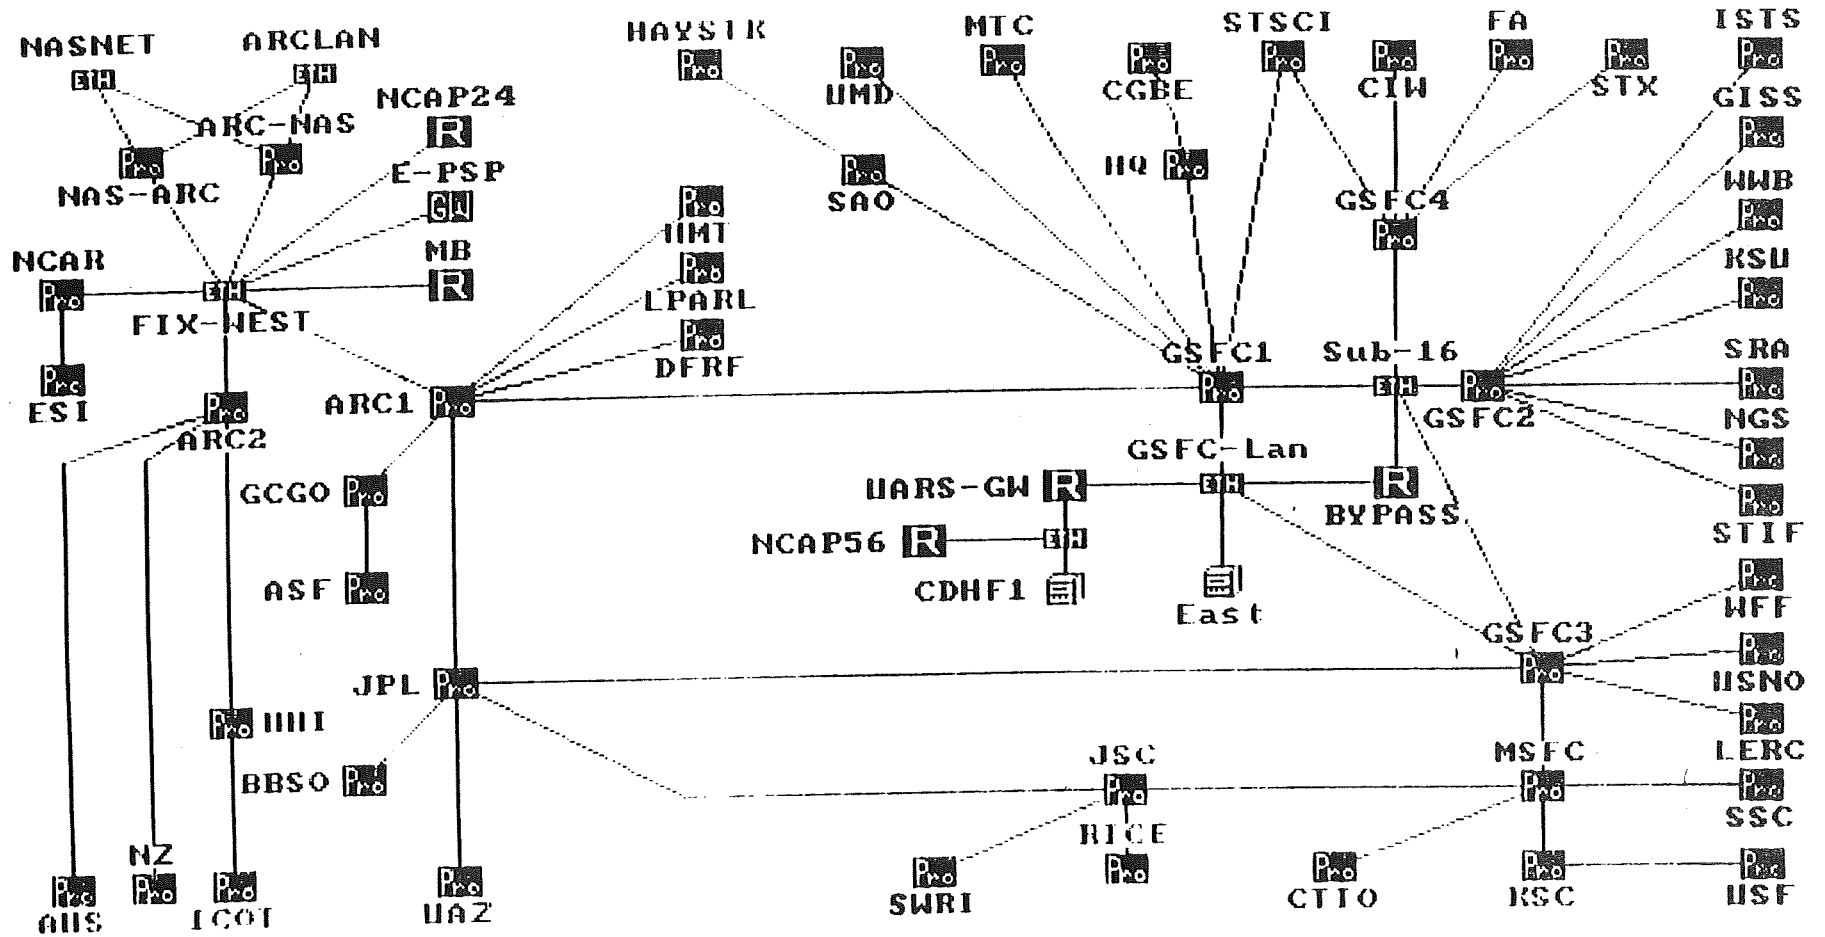 NASNET
ARCLAN
HAYSTK
MTC
STSCI
FA
ISTS
UMD
CGBE
CIW
STX
NCAP24
GISS
ARC-NAS
E-PSP
HQ
NAS-ARC
SAO
GSFC4
WWB
HMT
NCAR
MB
KSU
LPARL
FIX-WEST
DFRF
GSFC1
Sub-16
SRA
ESI
ARC1
ARC2
GSFC2
NGS
GSFC-Lan
GCGO
UARS-GW
BYPASS
STIF
NCAP56
ASF
CDHF1
East
WFF
GSFC3
JPL
USNO
UHI
JSC
MSFC
LERC
BBSO
SSC
RICE
NZ
AUS
ICOT
UAZ
SWRI
CTIO
KSC
USF